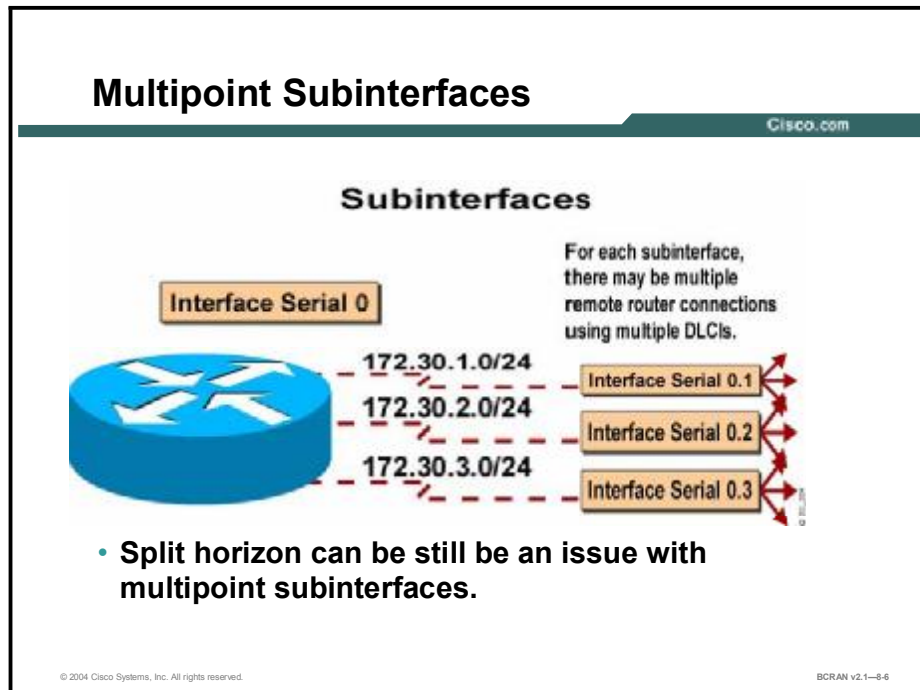 Multipoint Subinterfaces
Cisco.com
Subinterfaces
For each subinterface,
there may be multiple
remote router connections
using multiple DLCIs.
Interface Serial 0
172.30.1.0/24
Interface Serial 0.1
172.30.2.0/24
Interface Serial 0.2
172.30.3.0/24
Interface Serial 0.3
• Split horizon can be still be an issue with
multipoint subinterfaces.
© 2004 Cisco Systems, Inc. All rights reserved.
BCRAN v2.1—8-6